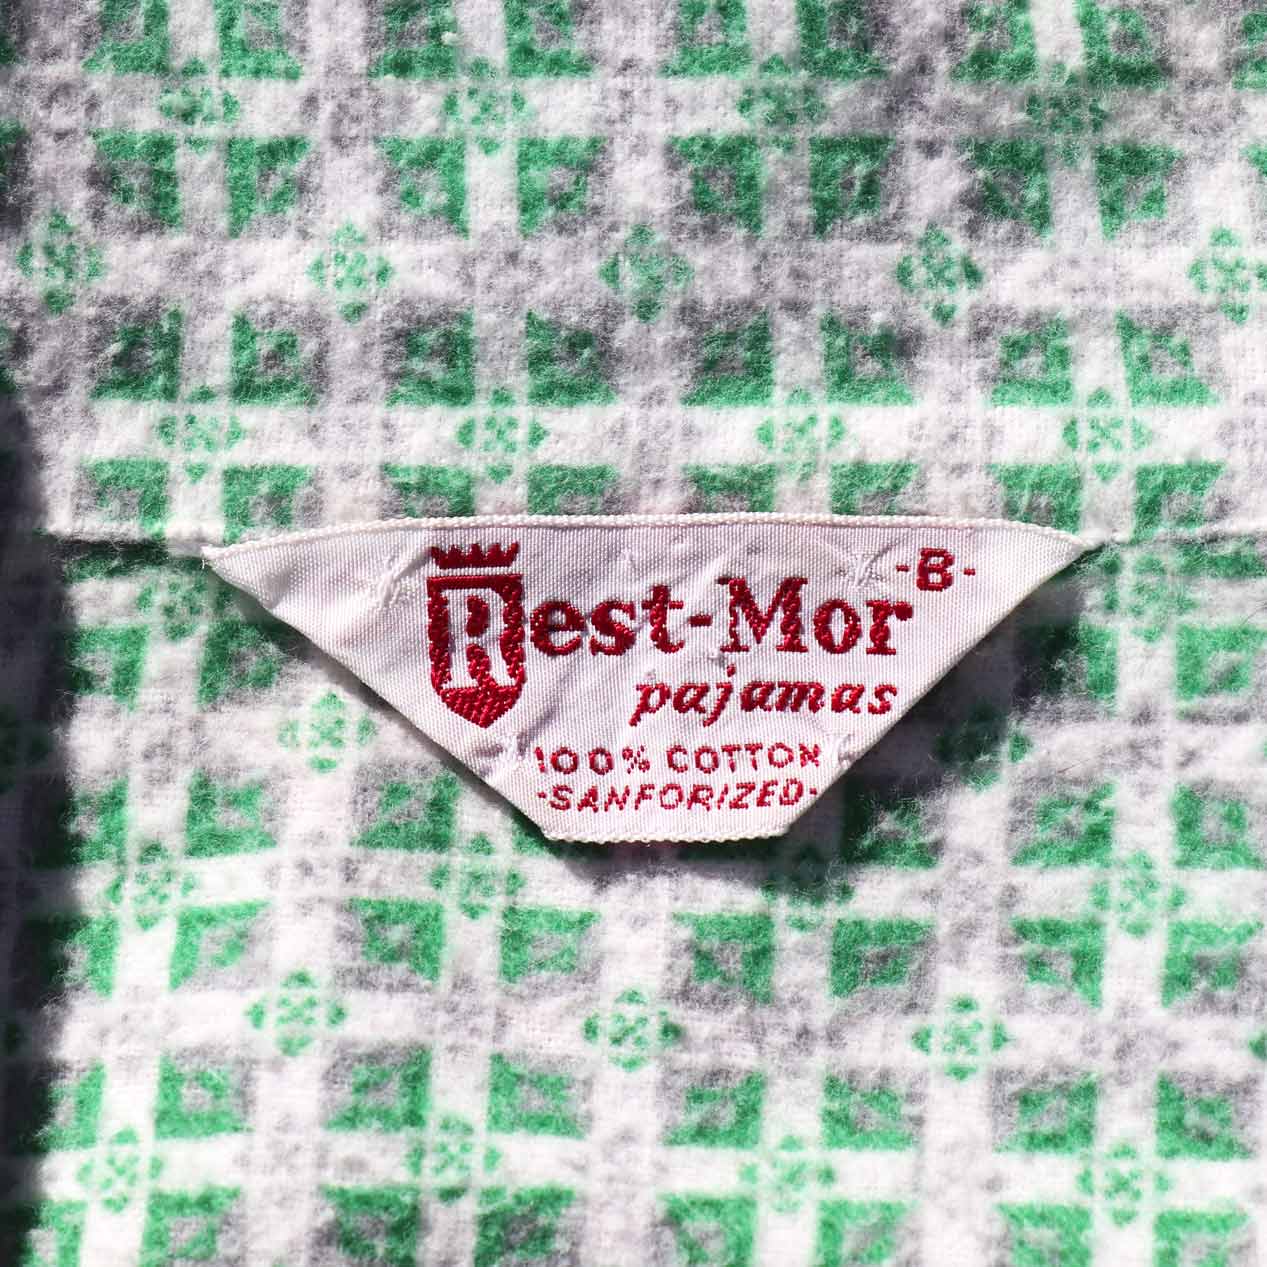 -B-
Rest-Mor
pajamas
100% COTTON
·SANFORIZED·